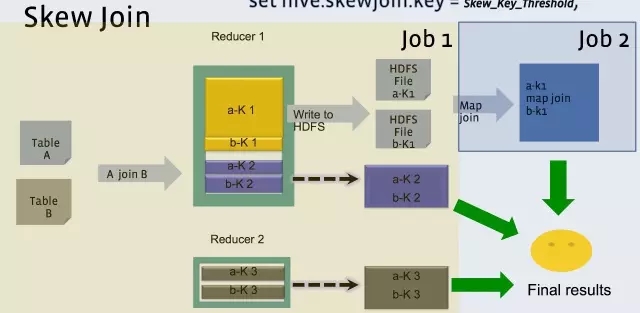 set hive.skewjoin.key = Skew_Key_Threshold;
Skew Join
Reducer 1
Job 1
Job 2
a-K 1
b-K 1
a-K 2
b-K 2
Write to
HDFS
HDFS
File
a-K1
HDFS
File
b-K1
Map
join
a-k1
map join
b-k1
Table
A
Table
B
A join B
a-K 2
b-K 2
Reducer 2
a-K 3
b-K 3
a-K 3
b-K 3
Final results